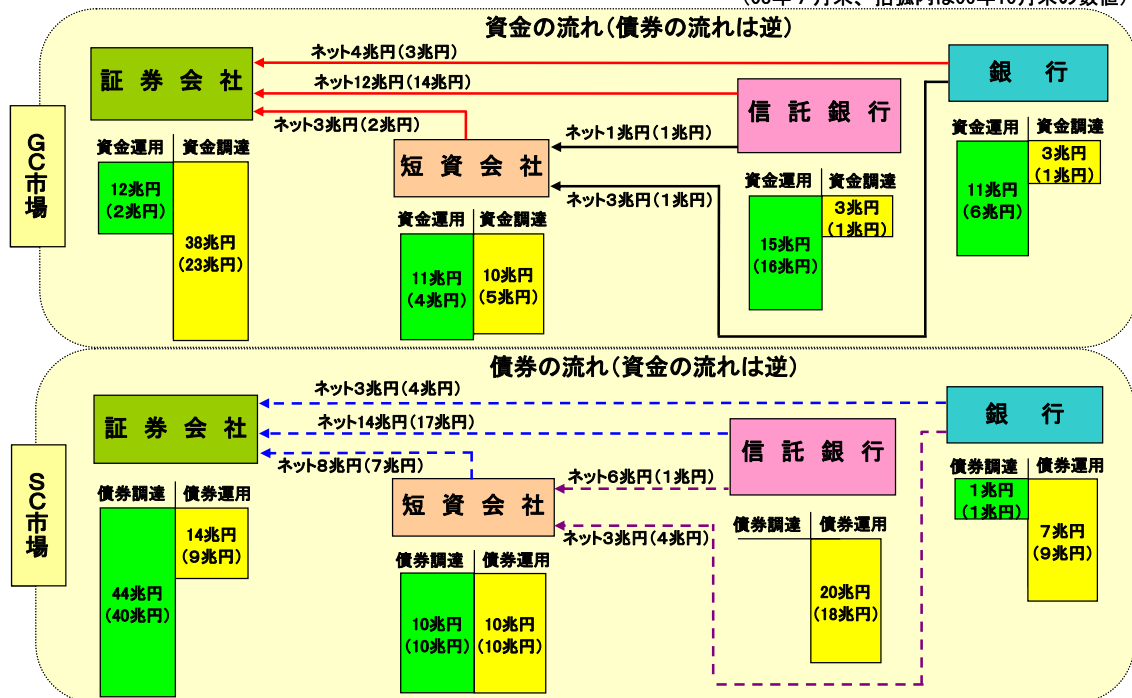 資金の流れ(債券の流れは逆)
ネット4兆円(3兆円)
証券会社
銀行
ネット12兆円(14兆円)
信託銀行
ネット3兆円(2兆円)
ネット1兆円(1兆円)
GC市場
短資会社
資金運用 資金調達
12兆円
(2兆円)
38兆円
(23兆円)
ネット3兆円(1兆円)
資金運用 資金調達
11兆円
(4兆円)
10兆円
(5兆円)
資金運用 資金調達
15兆円
(16兆円)
3兆円
(1兆円)
資金運用 資金調達
11兆円
(6兆円)
3兆円
(1兆円)
債券の流れ(資金の流れは逆)
ネット3兆円(4兆円)
証券会社
銀行
ネット14兆円(17兆円)
信託銀行
ネット8兆円(7兆円)
ネット6兆円(1兆円)
SC市場
短資会社
債券調達 債券運用
44兆円
(40兆円)
14兆円
(9兆円)
ネット3兆円(4兆円)
債券調達 債券運用
10兆円
(10兆円)
10兆円
(10兆円)
債券調達 債券運用
20兆円
(18兆円)
債券調達 債券運用
1兆円
(1兆円)
7兆円
(9兆円)